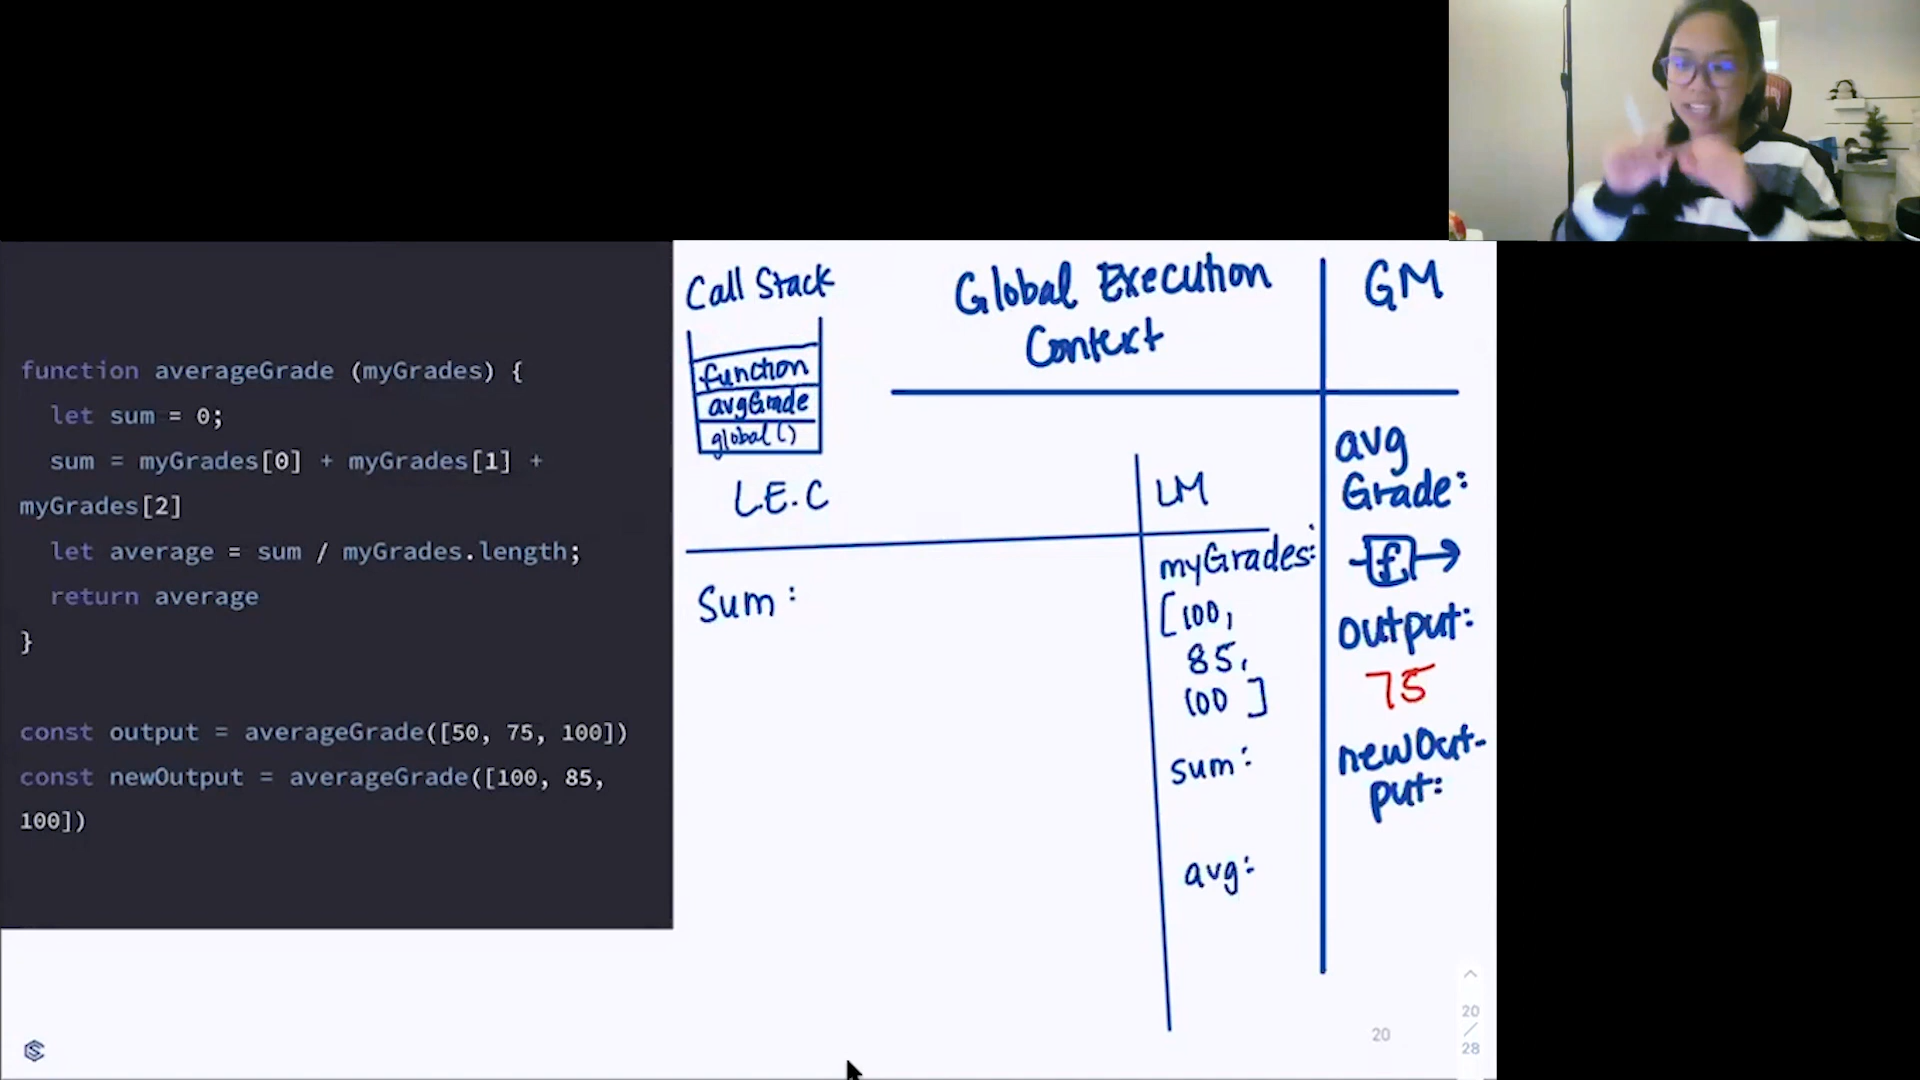 function averageGrade (myGrades) {
let sum = 0;
sum = myGrades[0] + myGrades[1] +
myGrades[2]
let average = sum / myGrades.length;
return average
}
const output = averageGrade([50, 75, 100])
const newOutput = averageGrade([100, 85,
100])
Call Stack
function
avgGrade
global()
Global Execution
Context
GM
L.E.C
LM
Sum:
myGrades:
[100,
85,
100]
sum:
avg:
avg
Grade:
f
output:
75
newOut-
put:
20
20
/
28